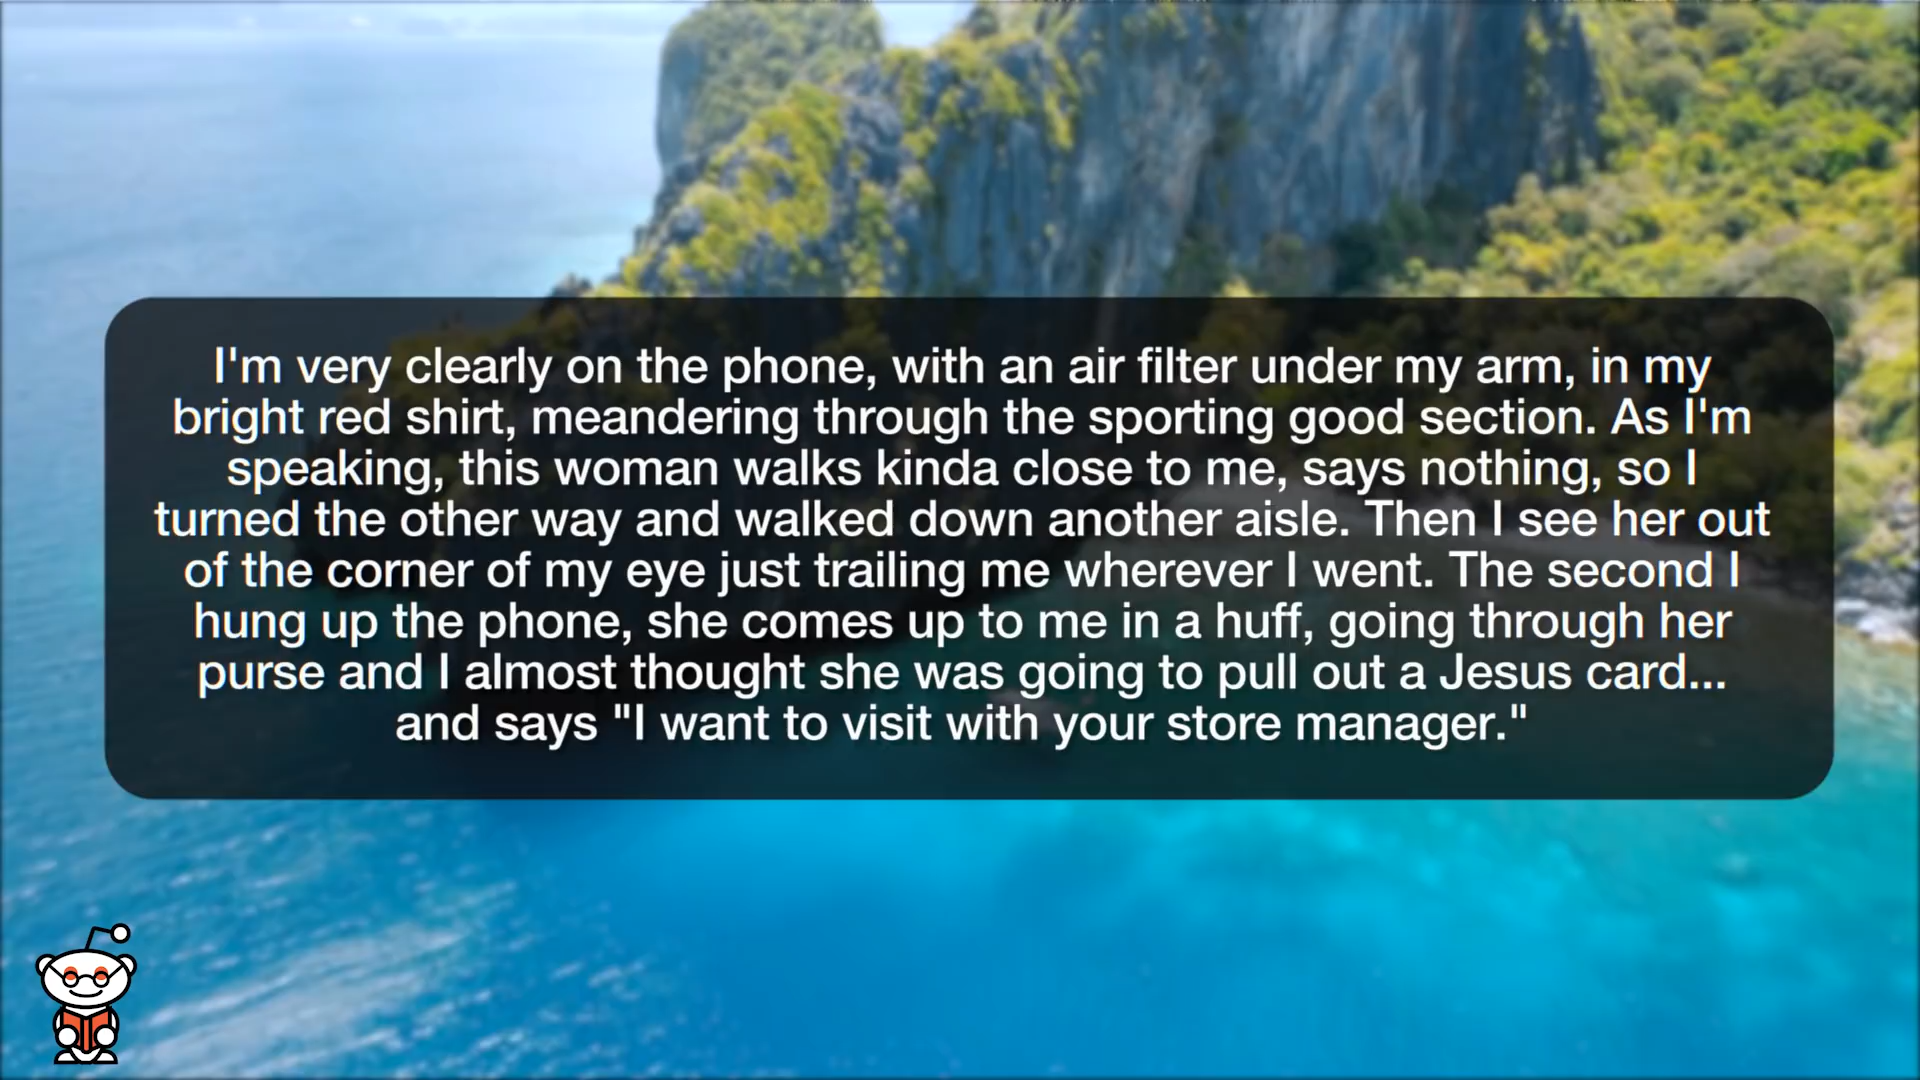 I'm very clearly on the phone, with an air filter under my arm, in my
bright red shirt, meandering through the sporting good section. As I'm
speaking, this woman walks kinda close to me, says nothing, so I
turned the other way and walked down another aisle. Then I see her out
of the corner of my eye just trailing me wherever I went. The second I
hung up the phone, she comes up to me in a huff, going through her
purse and I almost thought she was going to pull out a Jesus card...
and says "I want to visit with your store manager."